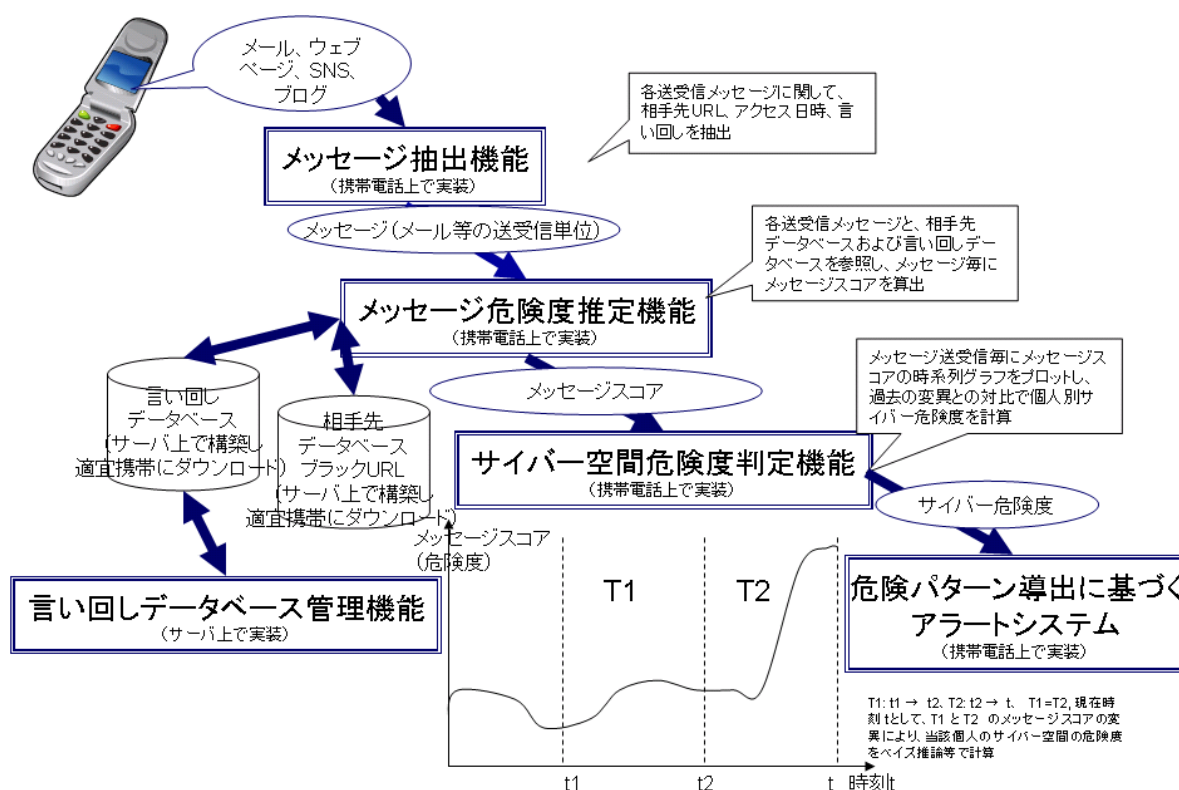 メール、ウェブ
ページ、SNS、
ブログ
各送受信メッセージに関して、
相手先URL、アクセス日時、言
い回しを抽出
メッセージ抽出機能
(携帯電話上で実装)
メッセージ(メール等の送受信単位)
各送受信メッセージと、相手先
データベースおよび言い回しデー
タベースを参照し、メッセージ毎に
メッセージスコアを算出
メッセージ危険度推定機能
(携帯電話上で実装)
メッセージ送受信毎にメッセージス
コアの時系列グラフをプロットし、
過去の変異との対比で個人別サ
イバー危険度を計算
メッセージスコア
言い回し
データベース
(サーバ上で構築し
適宜携帯にダウンロード)
相手先
データベース
ブラックURL
(サーバ上で構築し
適宜携帯にダウンロード)
サイバー空間危険度判定機能
(携帯電話上で実装)
サイバー危険度
メッセージスコア
(危険度)
T1
T2
言い回しデータベース管理機能
(サーバ上で実装)
危険パターン導出に基づく
アラートシステム
(携帯電話上で実装)
T1: t1 → t2、T2: t2 → t、 T1=T2, 現在時
刻 tとして、T1 と T2 のメッセージスコアの変
異により、当該個人のサイバー空間の危険度
をベイズ推論等で計算
t1
t2
t
時刻t